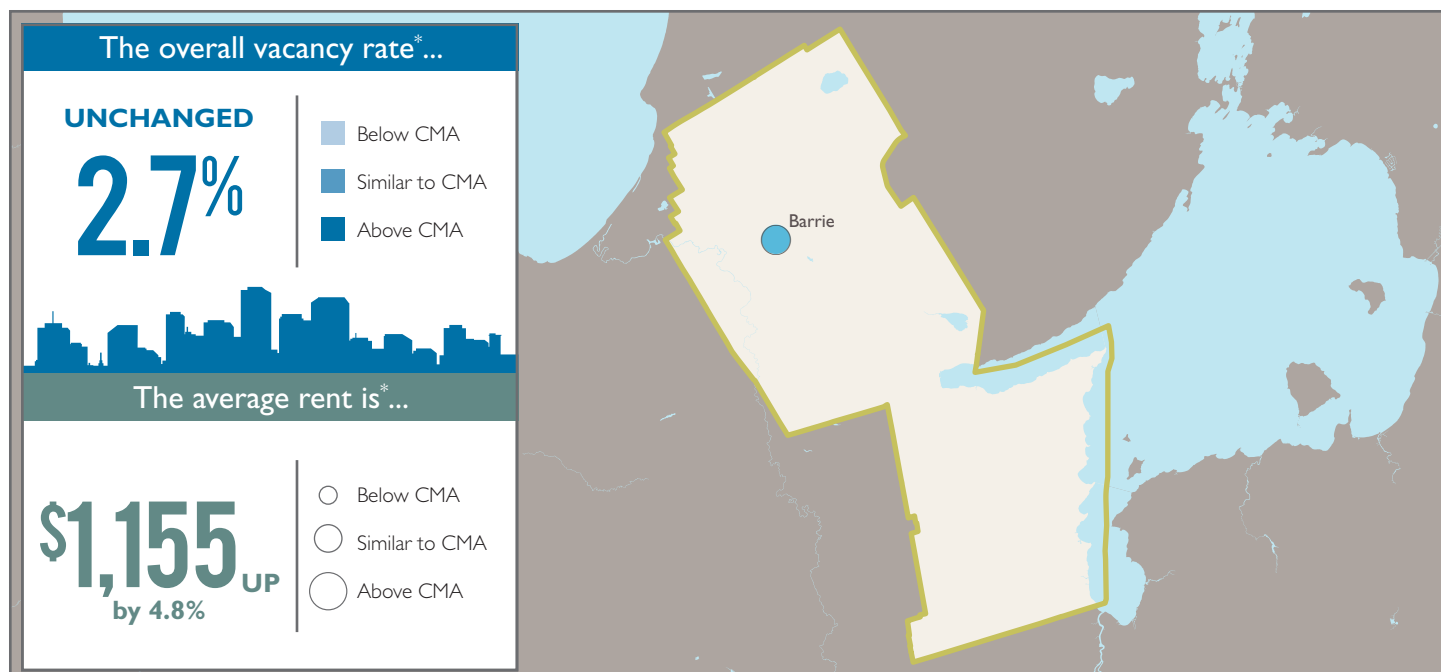 The overall vacancy rate*...
UNCHANGED
2.7%
Below CMA
Similar to CMA
Above CMA
The average rent is*...
$1,155 UP
by 4.8%
Below CMA
Similar to CMA
Above CMA
Barrie